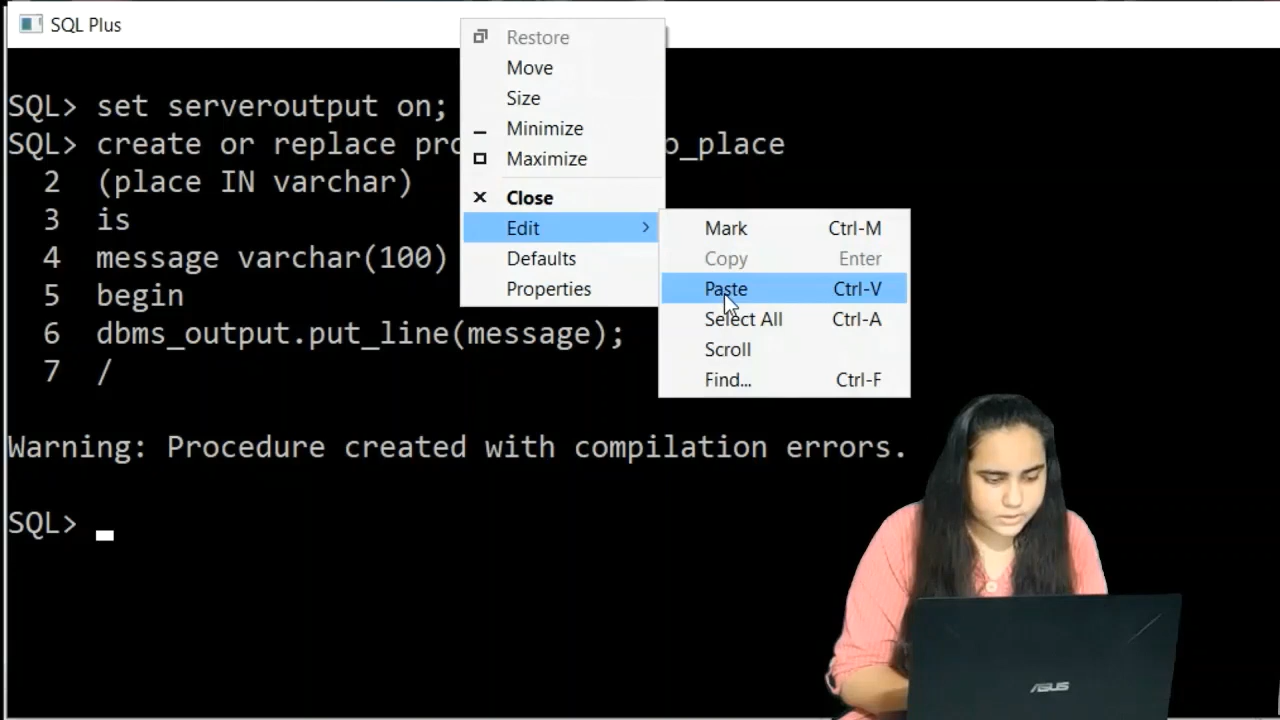 SQL Plus
SQL> set serveroutput on;
SQL> create or replace pro o_place
2 (place IN varchar)
3 is
4 message varchar(100)
5 begin
6 dbms_output.put_line(message);
7 /
Warning: Procedure created with compilation errors.
SQL>
Restore
Move
Size
Minimize
Maximize
Close
Edit
Defaults
Properties
Mark Ctrl-M
Copy Enter
Paste Ctrl-V
Select All Ctrl-A
Scroll
Find... Ctrl-F
ASUS